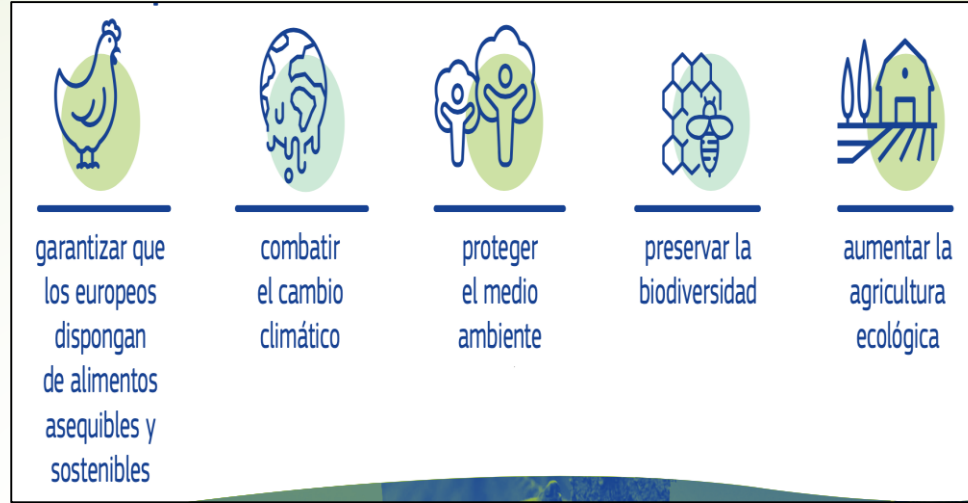 garantizar que
los europeos
dispongan
de alimentos
asequibles y
sostenibles
combatir
el cambio
climático
proteger
el medio
ambiente
preservar la
biodiversidad
aumentar la
agricultura
ecológica